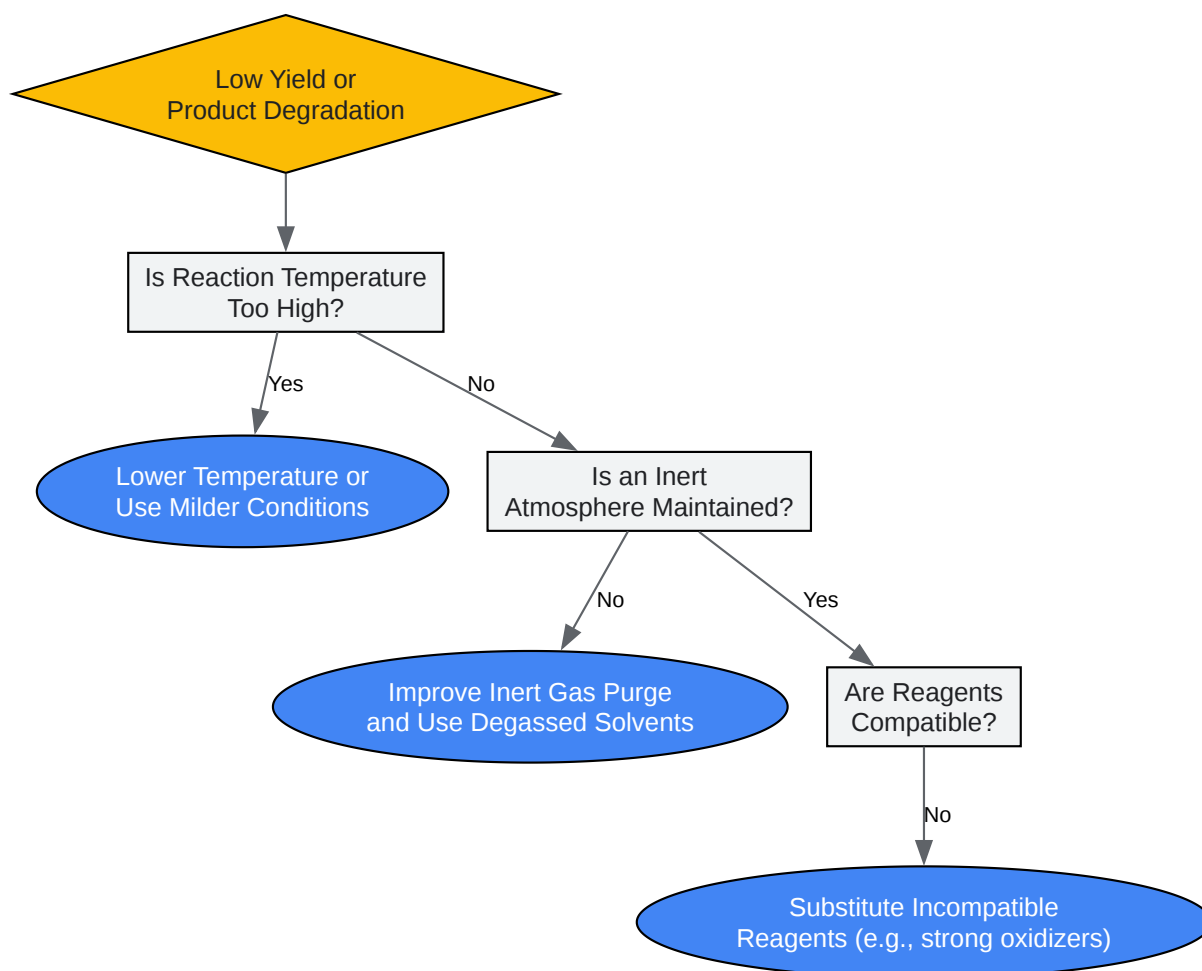 Low Yield or
Product Degradation
Is Reaction Temperature
Too High?
Yes
No
Lower Temperature or
Use Milder Conditions
Is an Inert
Atmosphere Maintained?
No
Yes
Improve Inert Gas Purge
and Use Degassed Solvents
Are Reagents
Compatible?
No
Substitute Incompatible
Reagents (e.g., strong oxidizers)